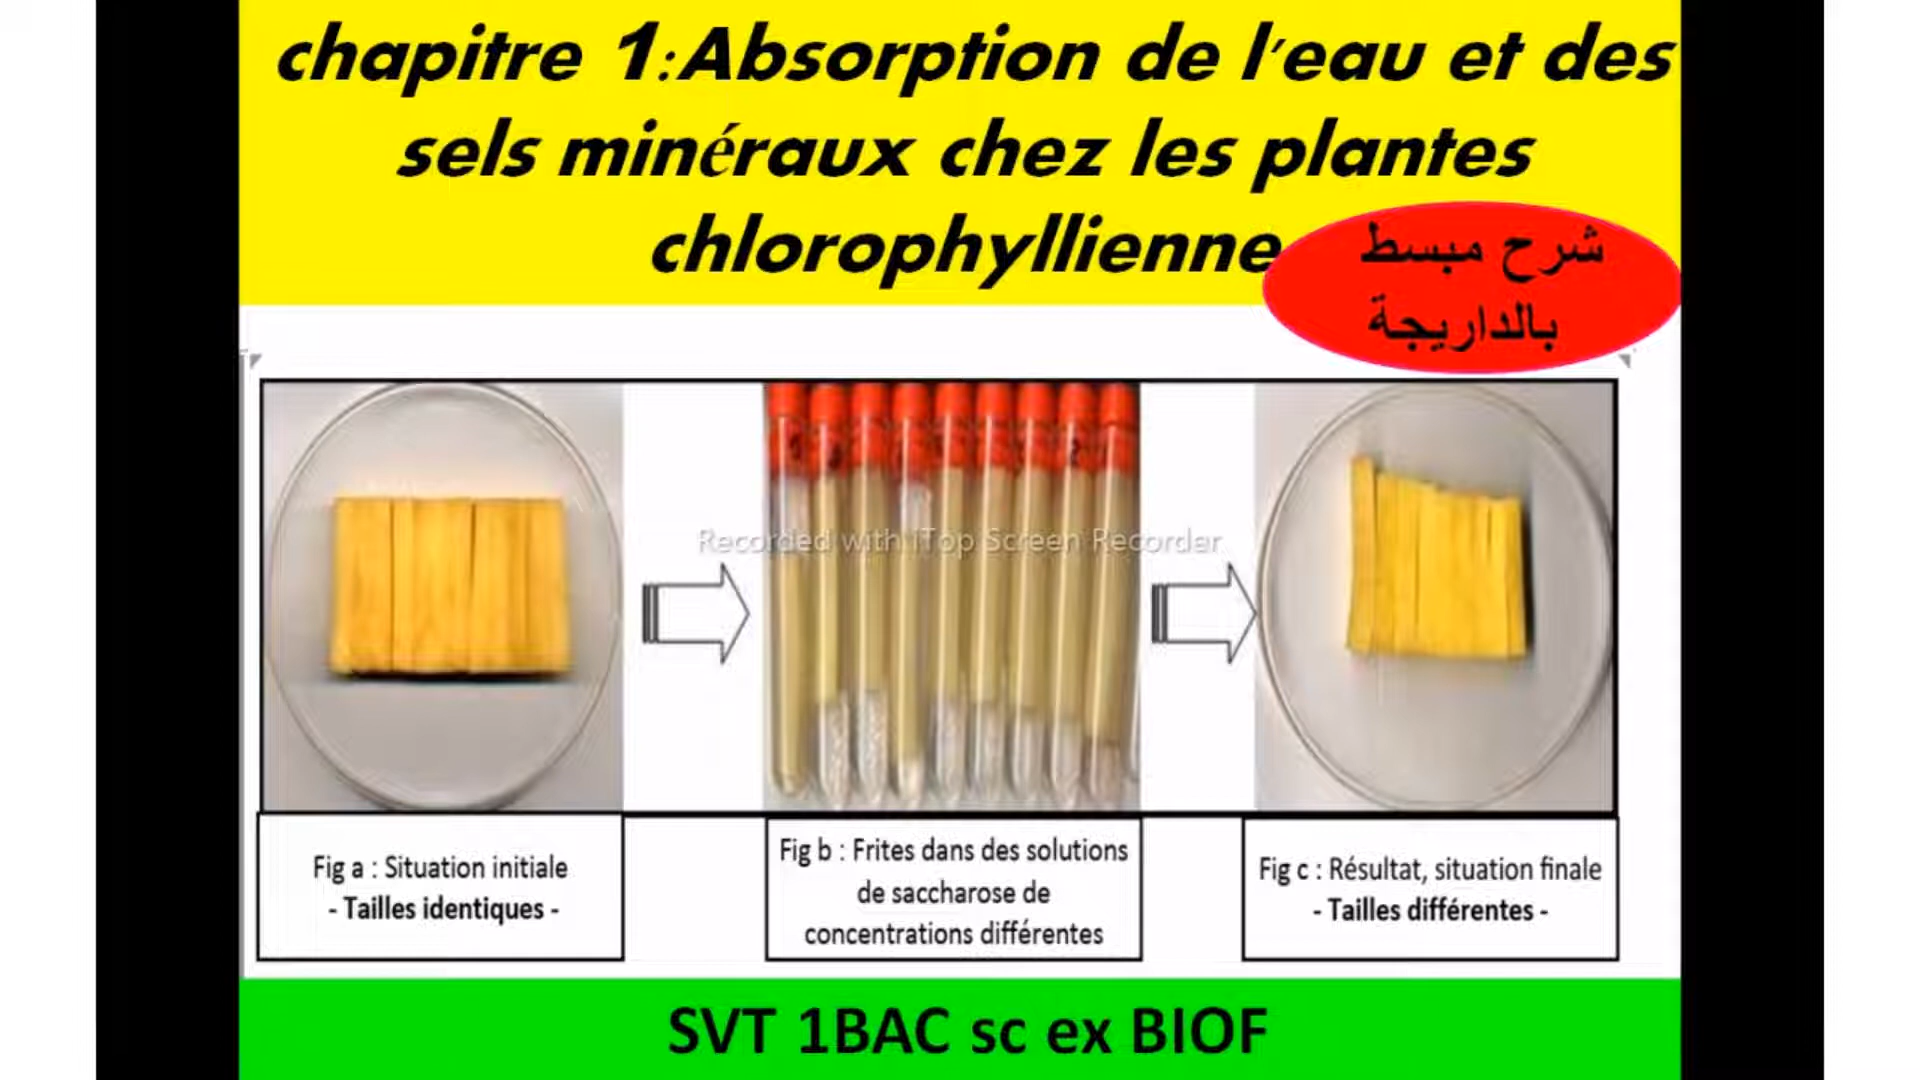 chapitre 1:Absorption de l'eau et des
sels minéraux chez les plantes
chlorophyllienne
شرح مبسط
بالداريجة
Recorded with iTop Screen Recorder
Fig a : Situation initiale
- Tailles identiques -
Fig b : Frites dans des solutions
de saccharose de
concentrations différentes
Fig c : Résultat, situation finale
- Tailles différentes -
SVT 1BAC sc ex BIOF